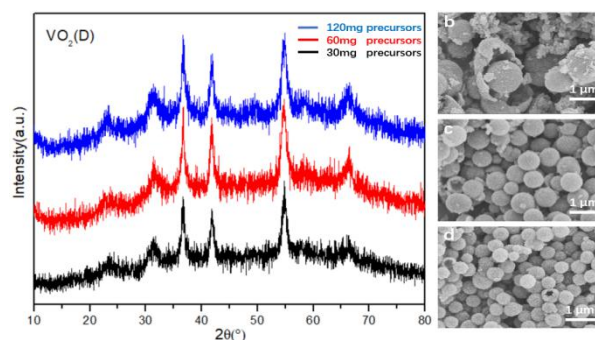 VO₂(D)
120mg precursors
60mg precursors
30mg precursors
Intensity(a.u.)
10 20 30 40 50 60 70 80
2θ(°)
b
1 μm
c
1 μm
d
1 μm